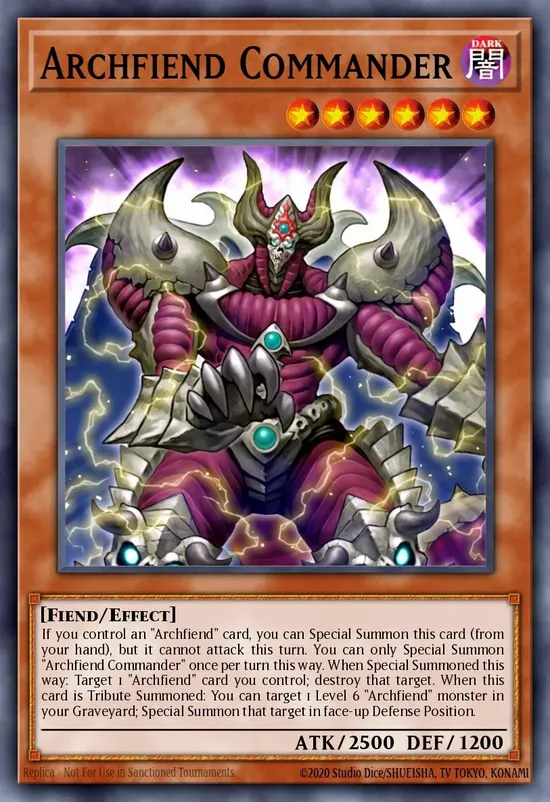 ARCHFIEND COMMANDER
DARK
闇
[FIEND/EFFECT]
If you control an "Archfiend" card, you can Special Summon this card (from
your hand), but it cannot attack this turn. You can only Special Summon
"Archfiend Commander" once per turn this way. When Special Summoned this
way: Target 1 "Archfiend" card you control; destroy that target. When this
card is Tribute Summoned: You can target 1 Level 6 "Archfiend" monster in
your Graveyard; Special Summon that target in face-up Defense Position.
ATK/2500 DEF/1200
Replica - Not For Use in Sanctioned Tournaments
©2020 Studio Dice/SHUEISHA, TV TOKYO, KONAMI